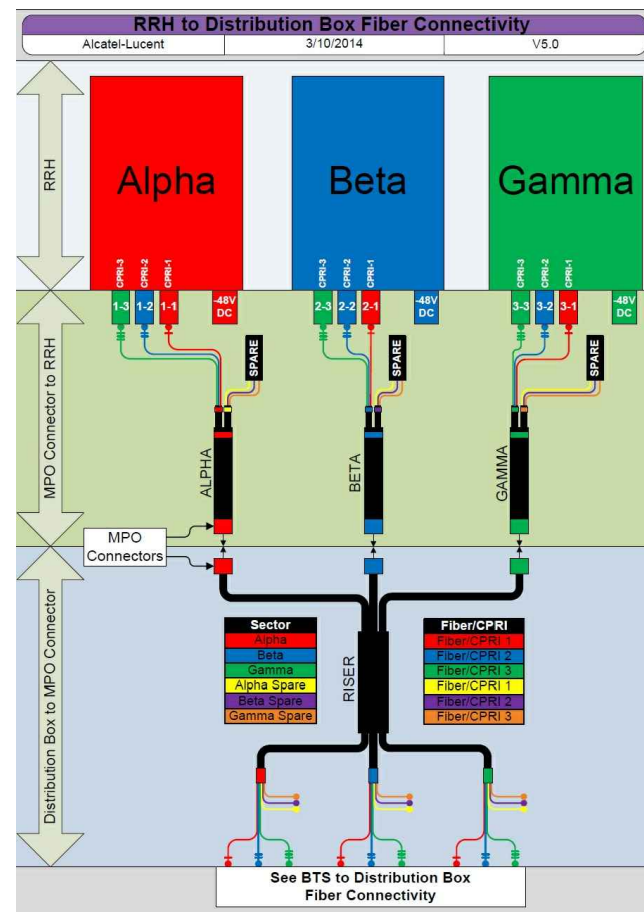 RRH to Distribution Box Fiber Connectivity
Alcatel-Lucent
3/10/2014
V5.0
RRH
Alpha
Beta
Gamma
CPRI-3
CPRI-2
CPRI-1
CPRI-3
CPRI-2
CPRI-1
CPRI-3
CPRI-2
CPRI-1
1-3
1-2
1-1
-48V
DC
2-3
2-2
2-1
-48V
DC
3-3
3-2
3-1
-48V
DC
MPO Connector to RRH
SPARE
SPARE
SPARE
ALPHA
BETA
GAMMA
MPO
Connectors
Distribution Box to MPO Connector
Sector
Alpha
Beta
Gamma
Alpha Spare
Beta Spare
Gamma Spare
RISER
Fiber/CPRI
Fiber/CPRI 1
Fiber/CPRI 2
Fiber/CPRI 3
Fiber/CPRI 1
Fiber/CPRI 2
Fiber/CPRI 3
See BTS to Distribution Box
Fiber Connectivity